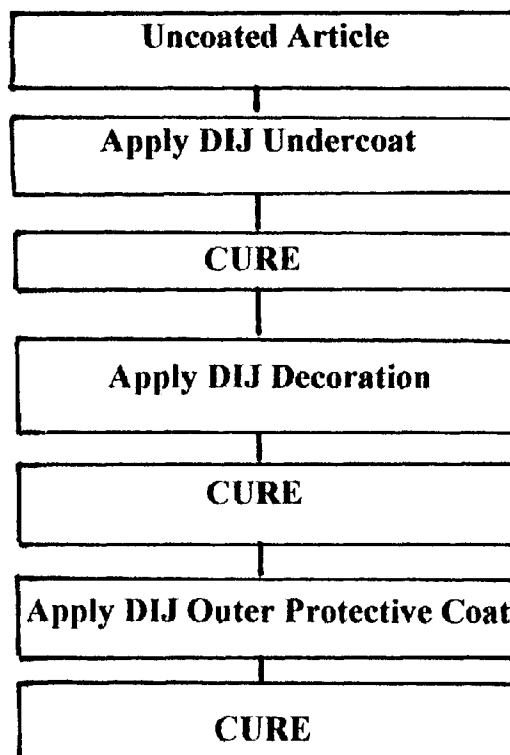 Uncoated Article
Apply DIJ Undercoat
CURE
Apply DIJ Decoration
CURE
Apply DIJ Outer Protective Coat
CURE